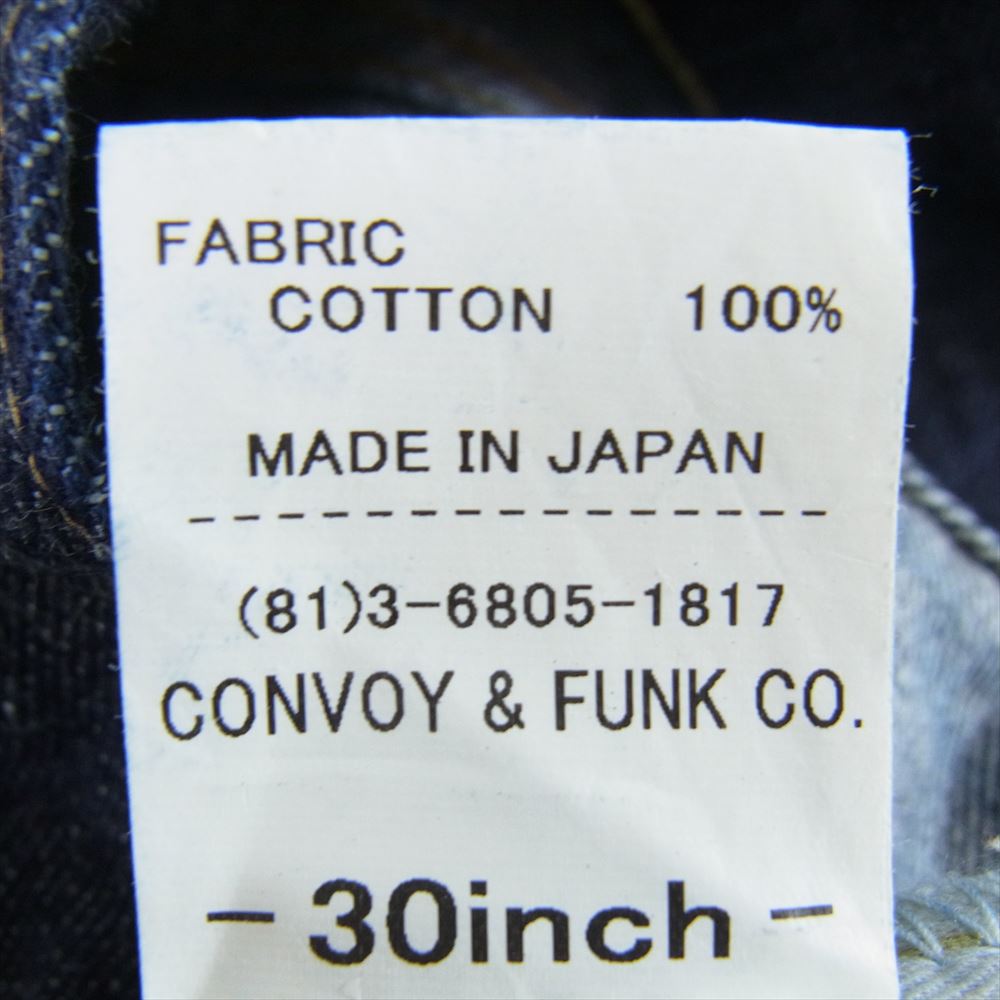 FABRIC
COTTON 100%
MADE IN JAPAN
----------------
(81)3-6805-1817
CONVOY & FUNK CO.
- 30inch -